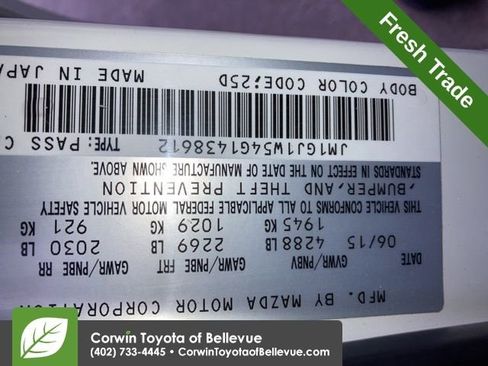 Fresh Trade
MFD. BY MAZDA MOTOR CORPORATION
DATE GVWR/PNBV GAWR/PNBE FRT GAWR/PNBE RR
06/15 4288 LB 2269 LB 2030 LB
1945 KG 1029 KG 921 KG
THIS VEHICLE CONFORMS TO ALL APPLICABLE FEDERAL MOTOR VEHICLE SAFETY
,BUMPER,AND THEFT PREVENTION
STANDARDS IN EFFECT ON THE DATE OF MANUFACTURE SHOWN ABOVE.
JM1GJ1W54G1438612 TYPE: PASS C
BODY COLOR CODE;25D MADE IN JAPA
Corwin Toyota of Bellevue
(402) 733-4445 • CorwinToyotaofBellevue.com